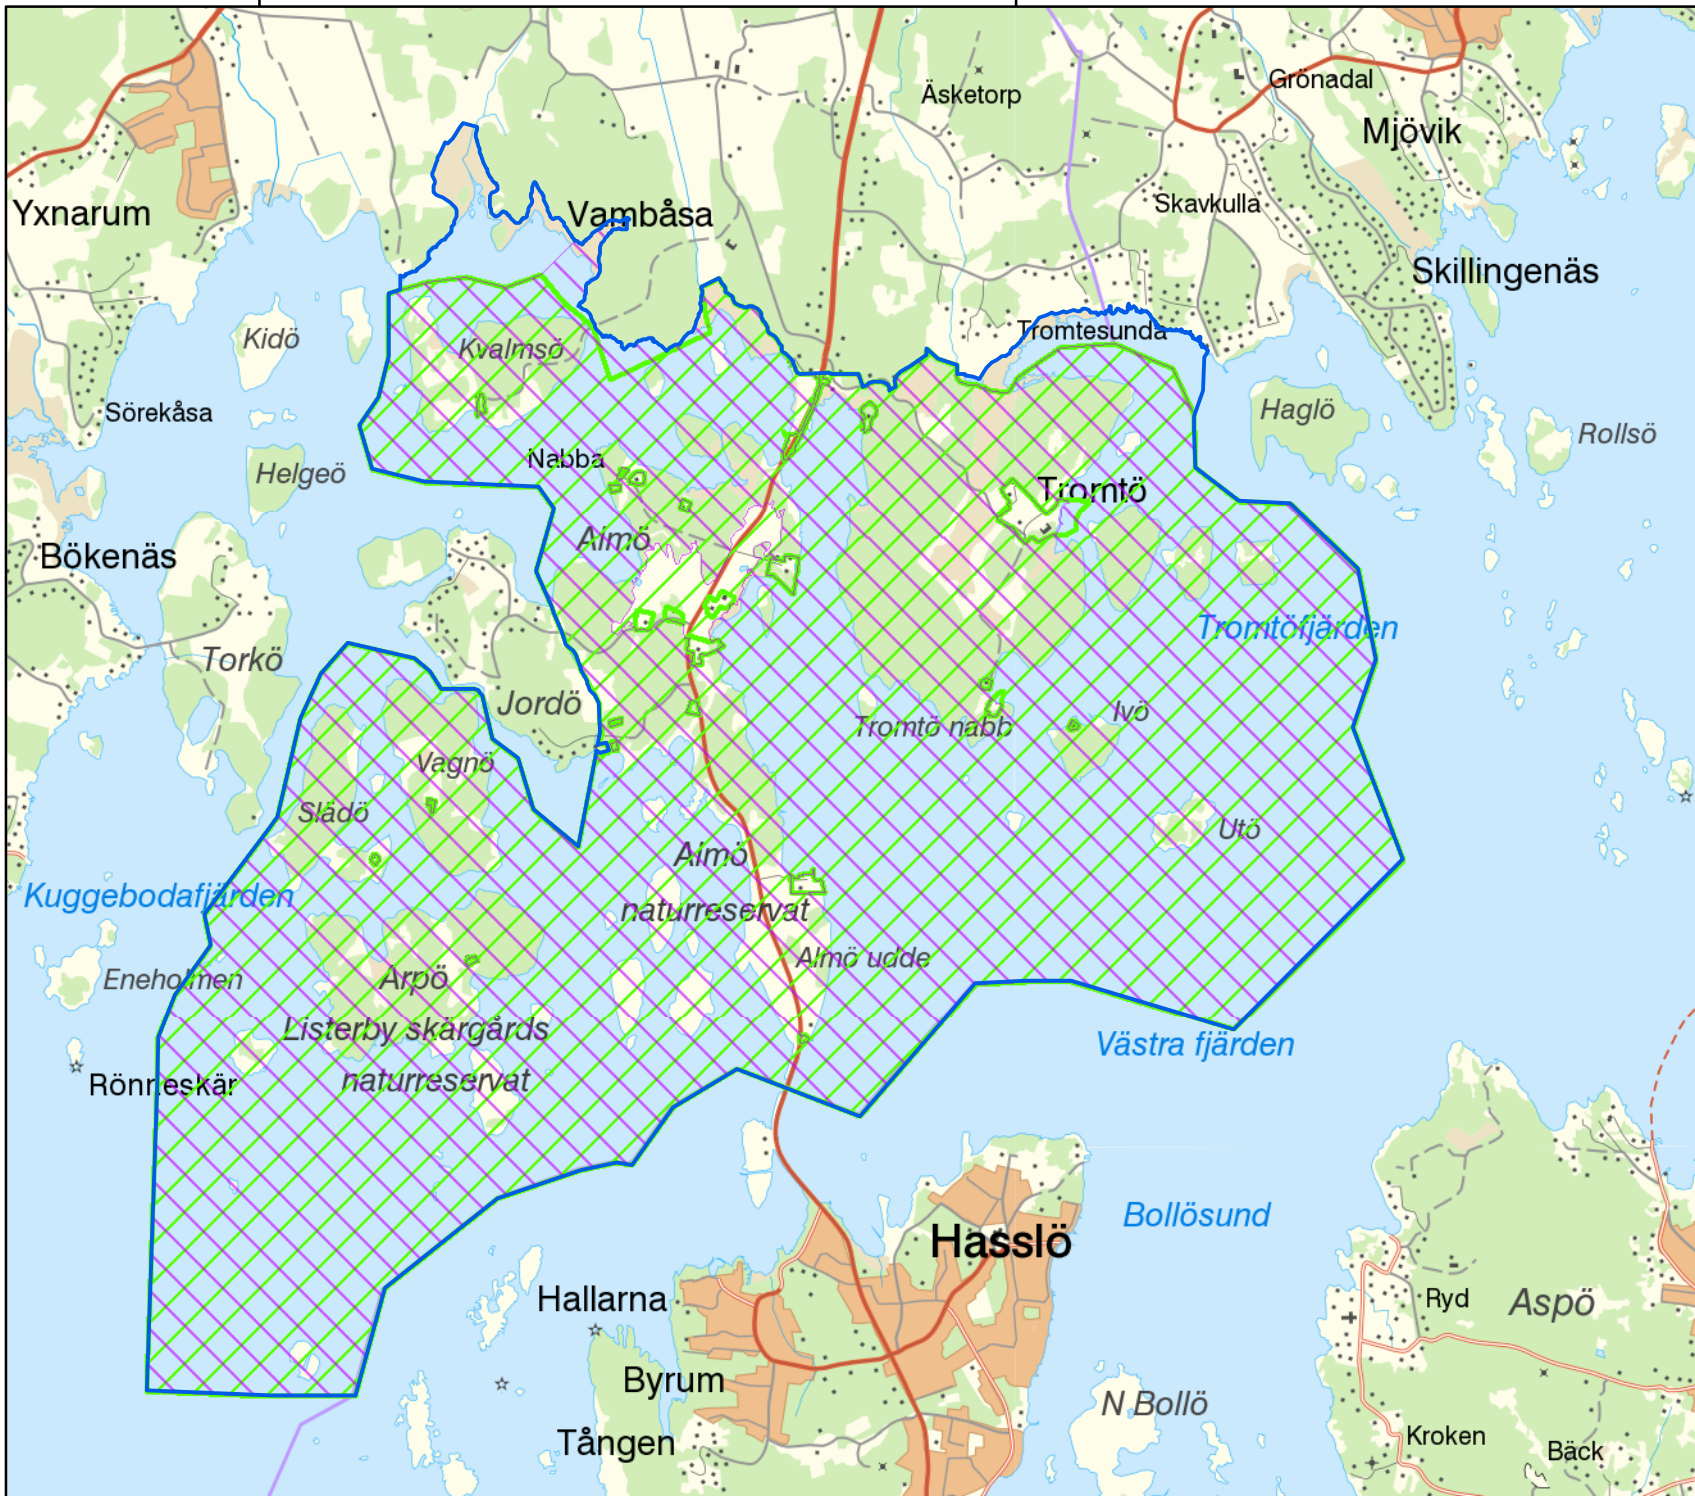 Äsketorp
Grönadal
Mjövik
Yxnarum
Vambåsa
Skavkulla
Skillingenäs
Kidö
Kvalmsö
Tromtesunda
Sörekåsa
Haglö
Rollsö
Helgeö
Nabba
Tromtö
Almö
Bökenäs
Tromtöfjärden
Torkö
Jordö
Tromtö nabb
Ivö
Vagnö
Slädö
Utö
Almö
naturreservat
Kuggebodafjärden
Almö udde
Eneholmen
Arpö
Listerby skärgårds
naturreservat
Västra fjärden
Rönneskär
Bollösund
Hasslö
Hallarna
Ryd
Aspö
Byrum
N Bollö
Tången
Kroken
Bäck